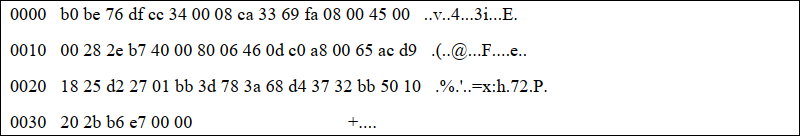 0000 b0 be 76 df cc 34 00 08 ca 33 69 fa 08 00 45 00 ..v..4...3i...E.
0010 00 28 2e b7 40 00 80 06 46 0d c0 a8 00 65 ac d9 .(..@...F....e..
0020 18 25 d2 27 01 bb 3d 78 3a 68 d4 37 32 bb 50 10 .%.'..=x:h.72.P.
0030 20 2b b6 e7 00 00 +....